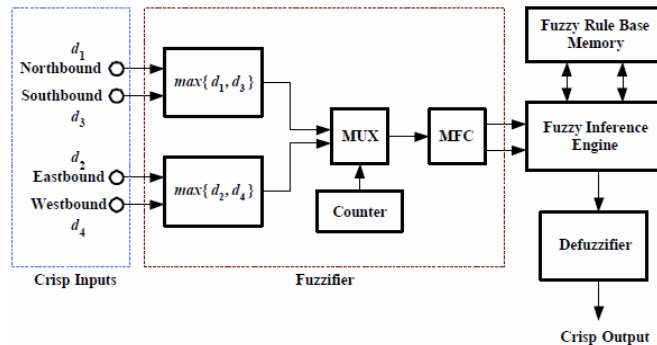 d1
Northbound
Southbound
d3
d2
Eastbound
Westbound
d4
Crisp Inputs
max{d1, d3}
max{d2, d4}
MUX
MFC
Counter
Fuzzifier
Fuzzy Rule Base
Memory
Fuzzy Inference
Engine
Defuzzifier
Crisp Output